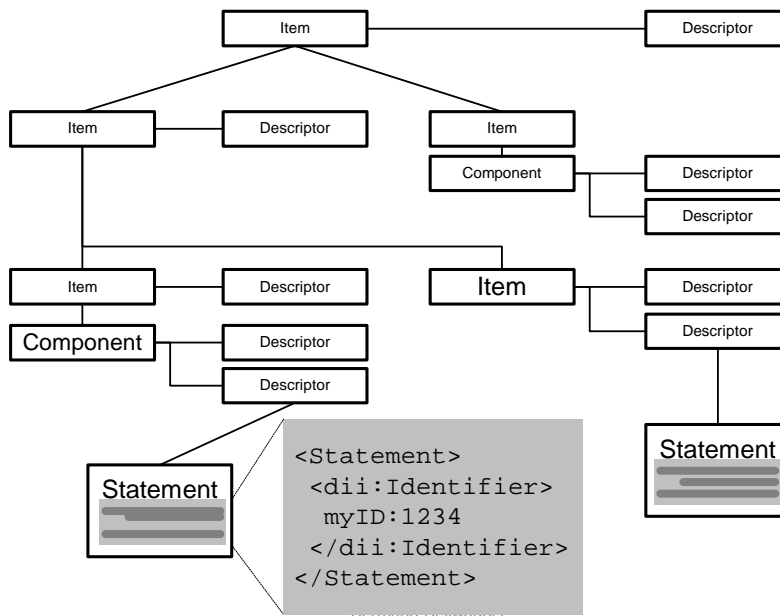 Item
Descriptor
Item
Descriptor
Item
Component
Descriptor
Descriptor
Item
Descriptor
Item
Descriptor
Component
Descriptor
Descriptor
Descriptor
Statement
Statement
<Statement>
<dii:Identifier>
myID:1234
</dii:Identifier>
</Statement>